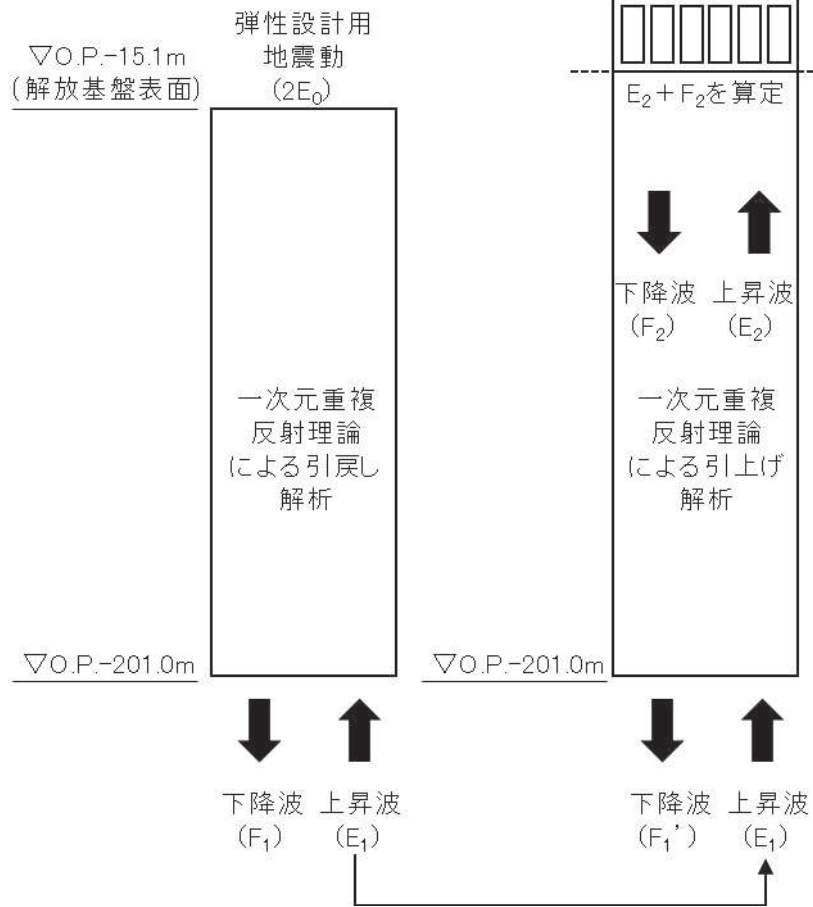 弾性設計用
地震動
(2E₀)
▽O.P.-15.1m
(解放基盤表面)
一次元重複
反射理論
による引戻し
解析
▽O.P.-201.0m
下降波
(F₁)
上昇波
(E₁)
E₂+F₂を算定
下降波
(F₂)
上昇波
(E₂)
一次元重複
反射理論
による引上げ
解析
▽O.P.-201.0m
下降波
(F₁')
上昇波
(E₁)